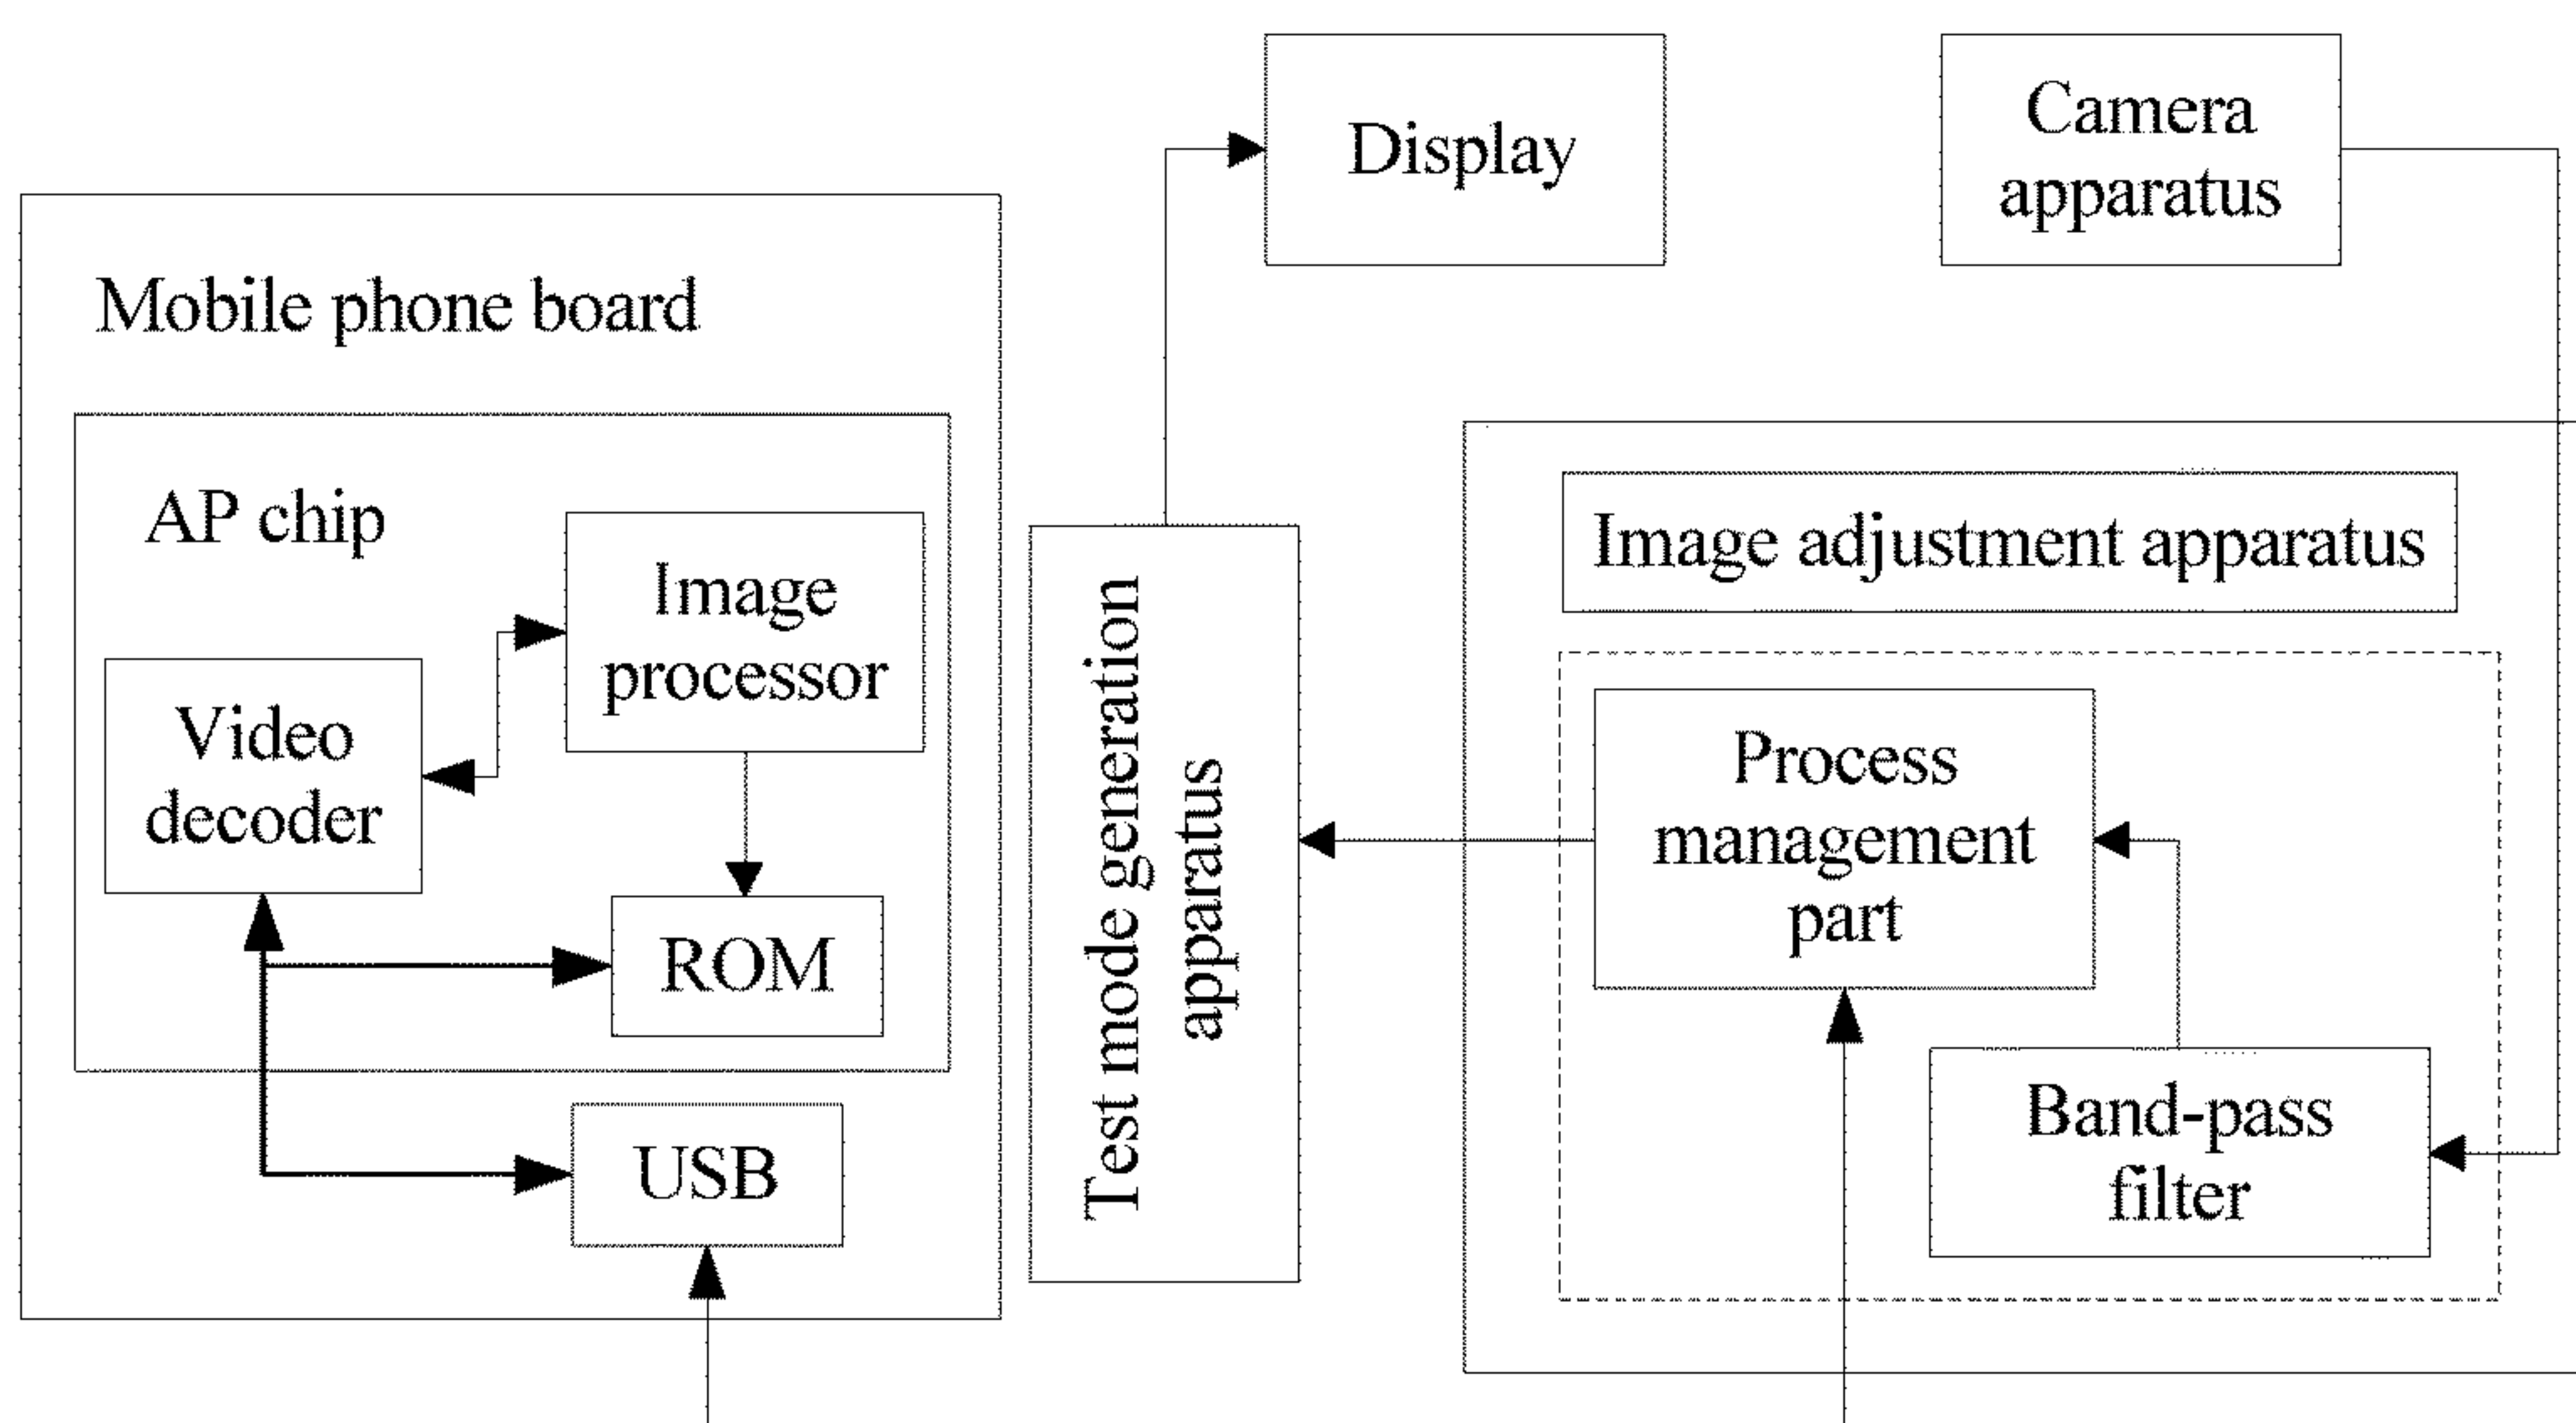 Display
Camera
apparatus
Mobile phone board
AP chip
Image
processor
Video
decoder
ROM
USB
Test mode generation
apparatus
Image adjustment apparatus
Process
management
part
Band-pass
filter